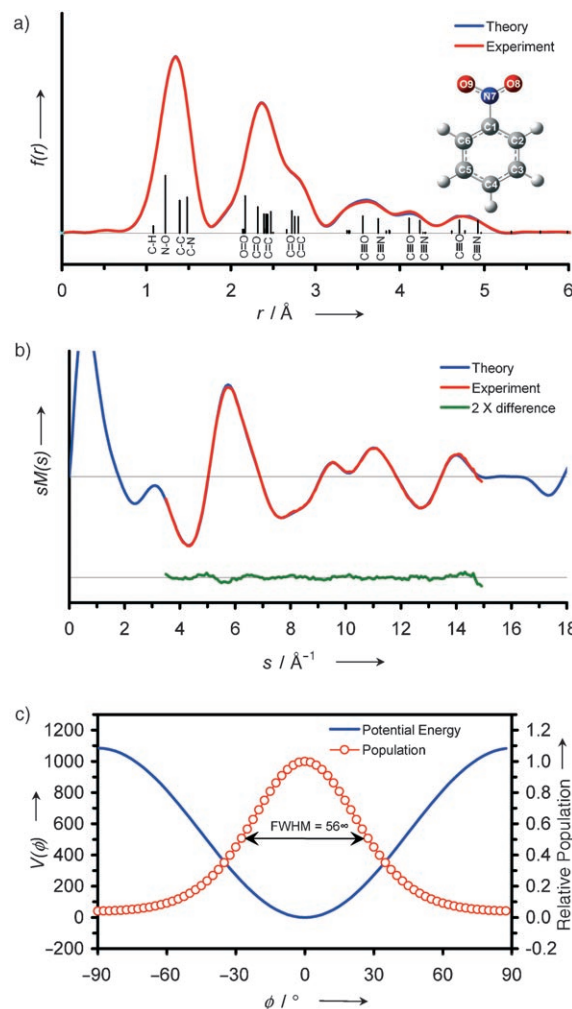 a)
Theory
Experiment
O9
O8
N7
C1
C6
C2
C5
C3
C4
f(r)
C-H
N-O
C-C
C-N
O=O
C=O
C=C
C=O
C=C
C≡O
C≡N
C≡O
C≡N
C≡O
C≡N
0 1 2 3 4 5 6
r / Å
b)
Theory
Experiment
2 X difference
sM(s)
0 2 4 6 8 10 12 14 16 18
s / Å⁻¹
c)
Potential Energy
Population
1200
1000
800
600
400
200
0
−200
V(ϕ)
FWHM = 56∞
1.2
1.0
0.8
0.6
0.4
0.2
0.0
−0.2
Relative Population
−90 −60 −30 0 30 60 90
ϕ / °